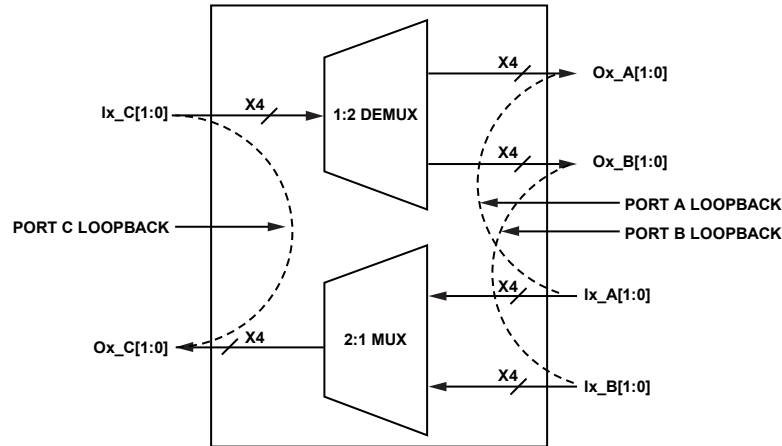 X4
Ox_A[1:0]
Ix_C[1:0]
X4
1:2 DEMUX
X4
Ox_B[1:0]
PORT A LOOPBACK
PORT C LOOPBACK
PORT B LOOPBACK
X4
Ix_A[1:0]
Ox_C[1:0]
X4
2:1 MUX
X4
Ix_B[1:0]